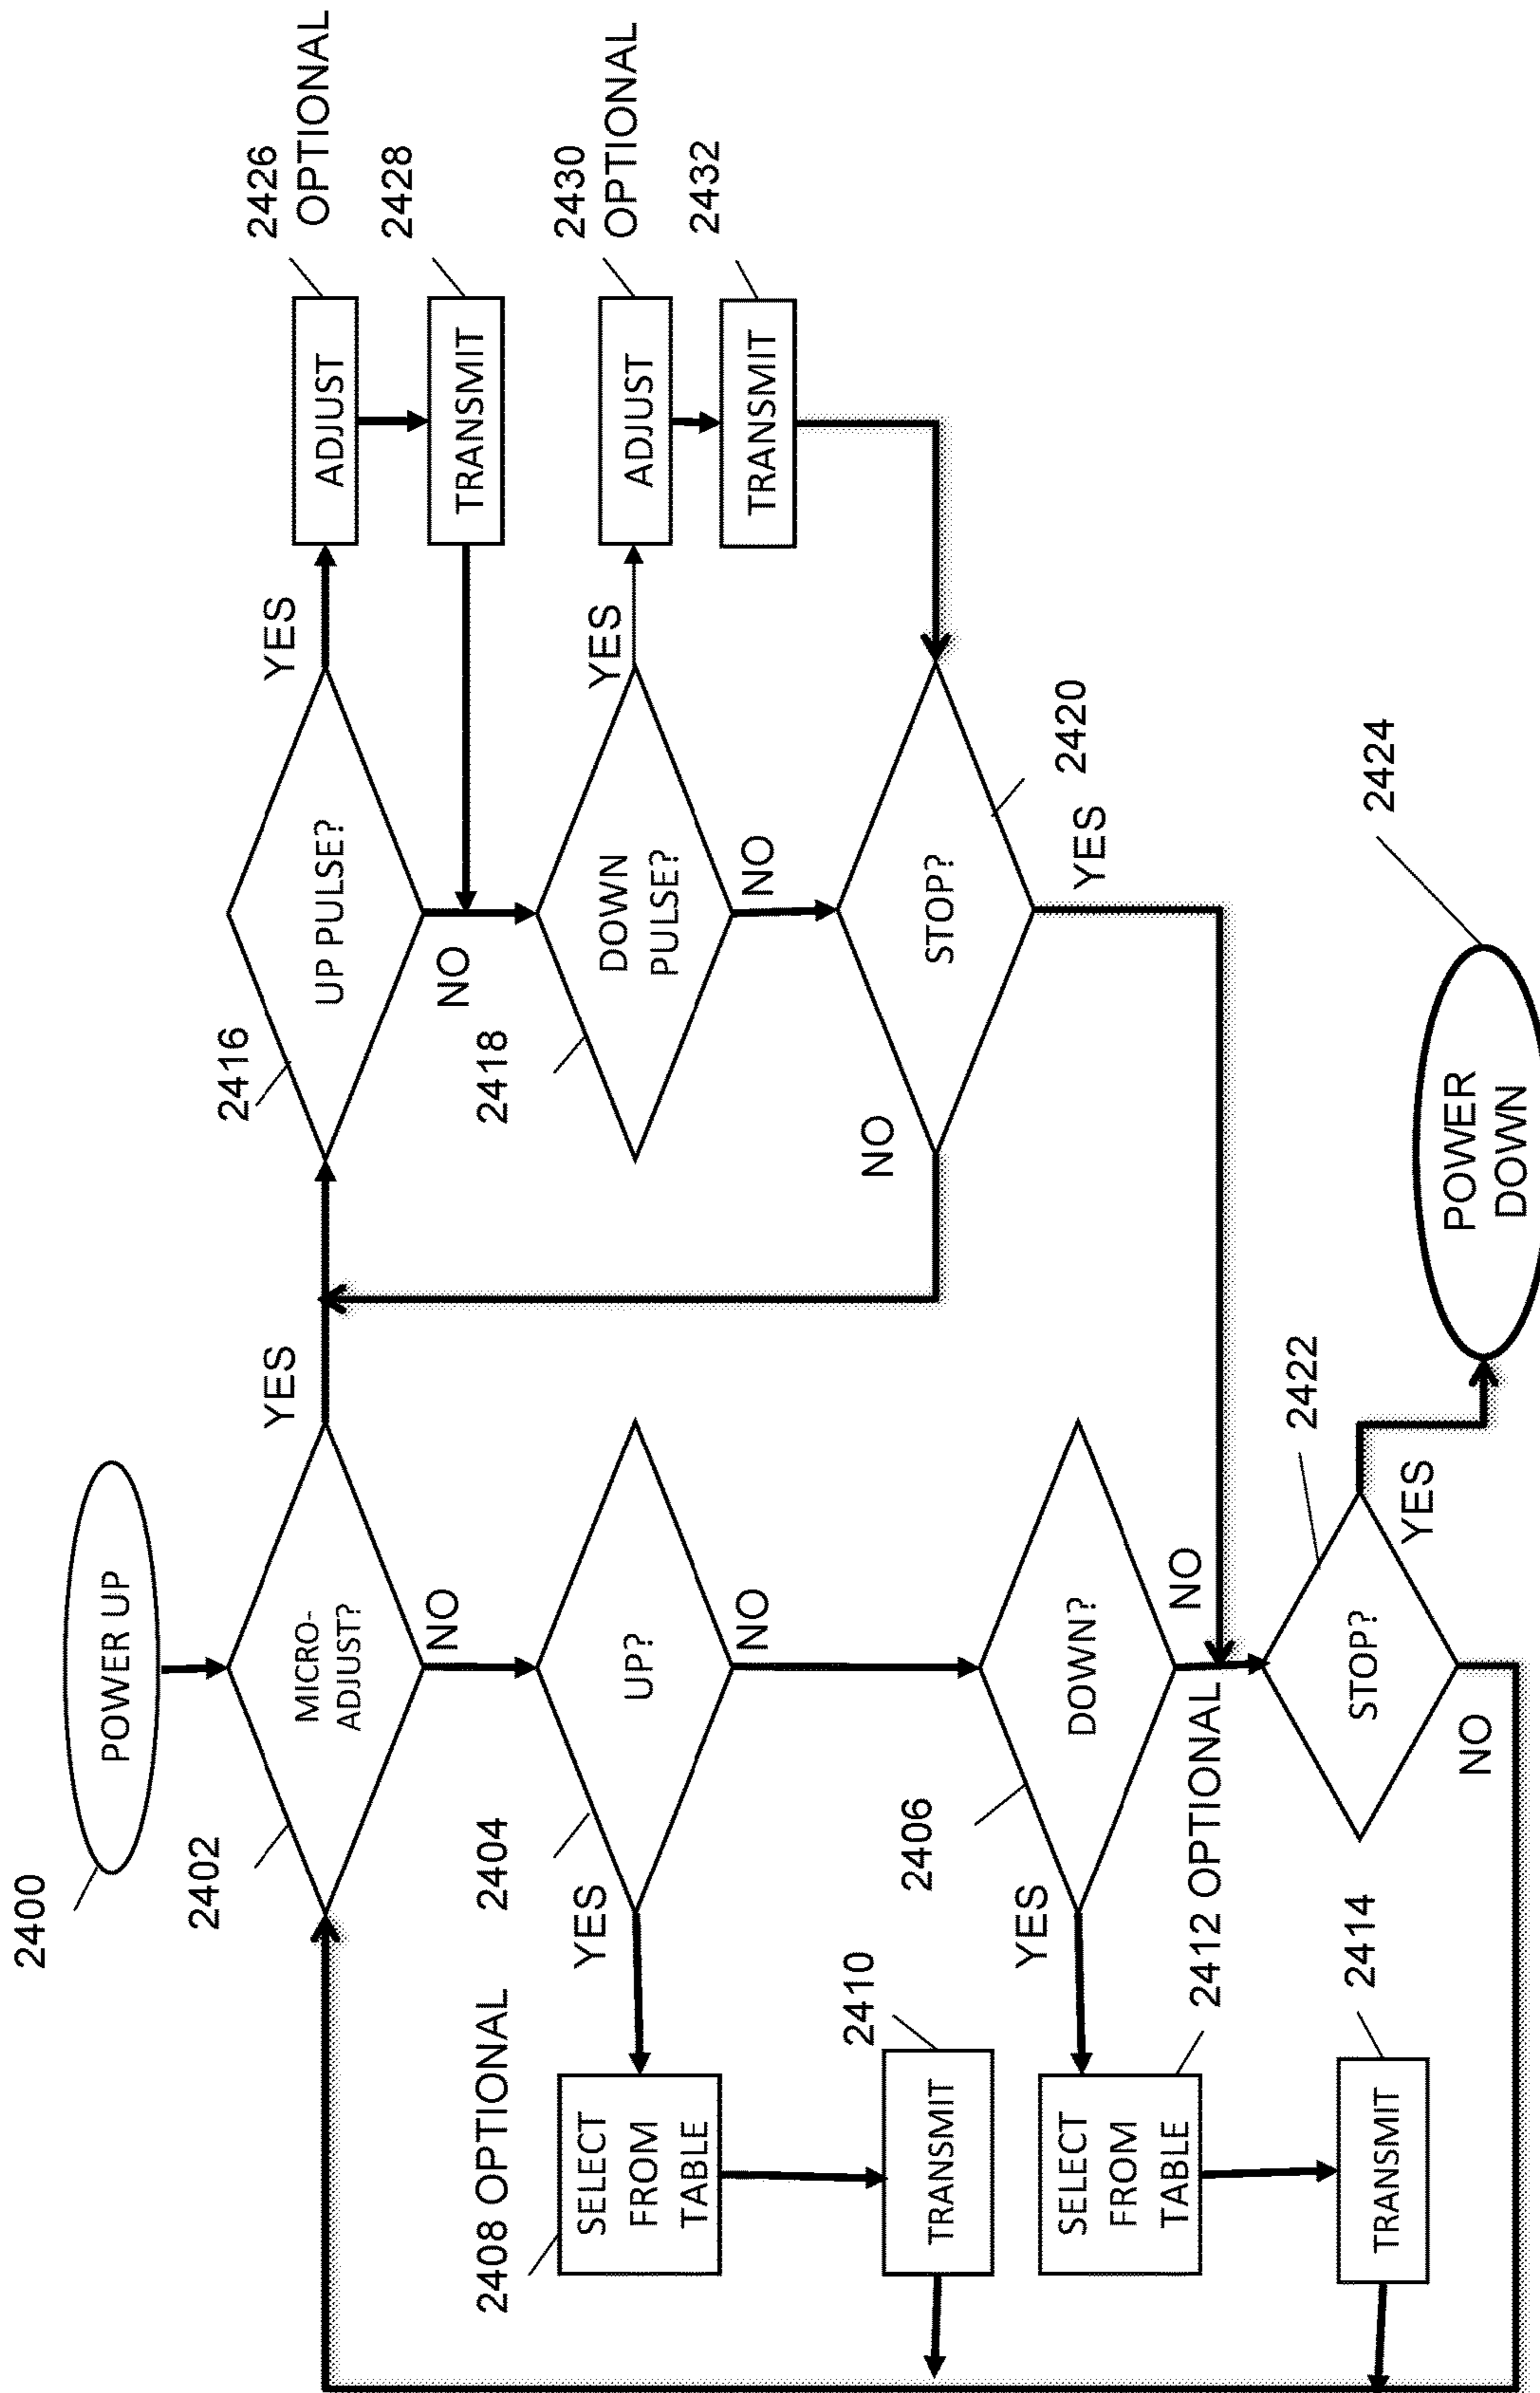 2400
POWER UP
2402
MICRO-
ADJUST?
YES
NO
2404
UP?
YES
NO
2408 OPTIONAL
SELECT
FROM
TABLE
2410
TRANSMIT
2406
DOWN?
YES
NO
2412 OPTIONAL
SELECT
FROM
TABLE
2414
TRANSMIT
2422
STOP?
YES
NO
2424
POWER
DOWN
2416
UP PULSE?
YES
NO
2426
OPTIONAL
ADJUST
2428
TRANSMIT
2418
DOWN
PULSE?
YES
NO
2430
OPTIONAL
ADJUST
2432
TRANSMIT
2420
STOP?
NO
YES